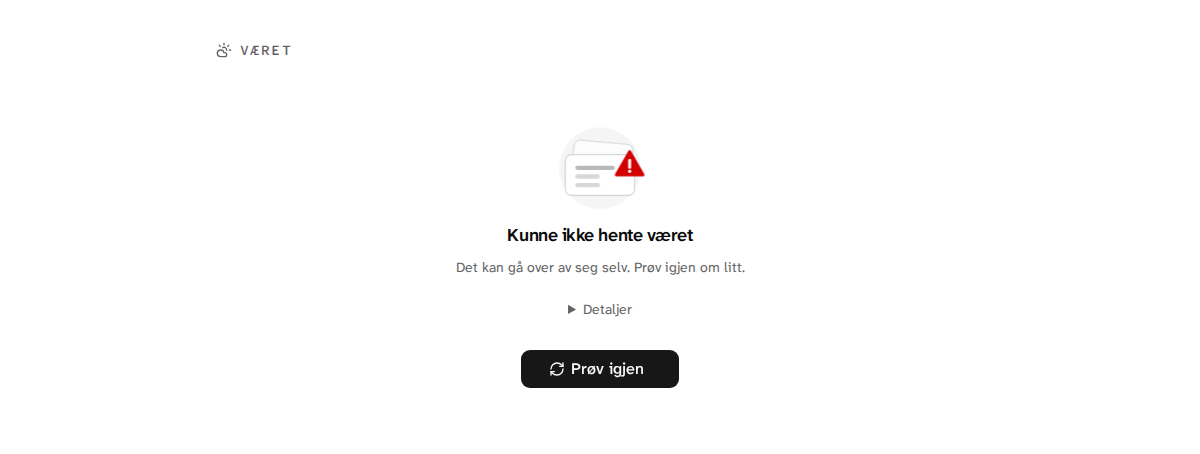 VÆRET
Kunne ikke hente været
Det kan gå over av seg selv. Prøv igjen om litt.
Detaljer
Prøv igjen